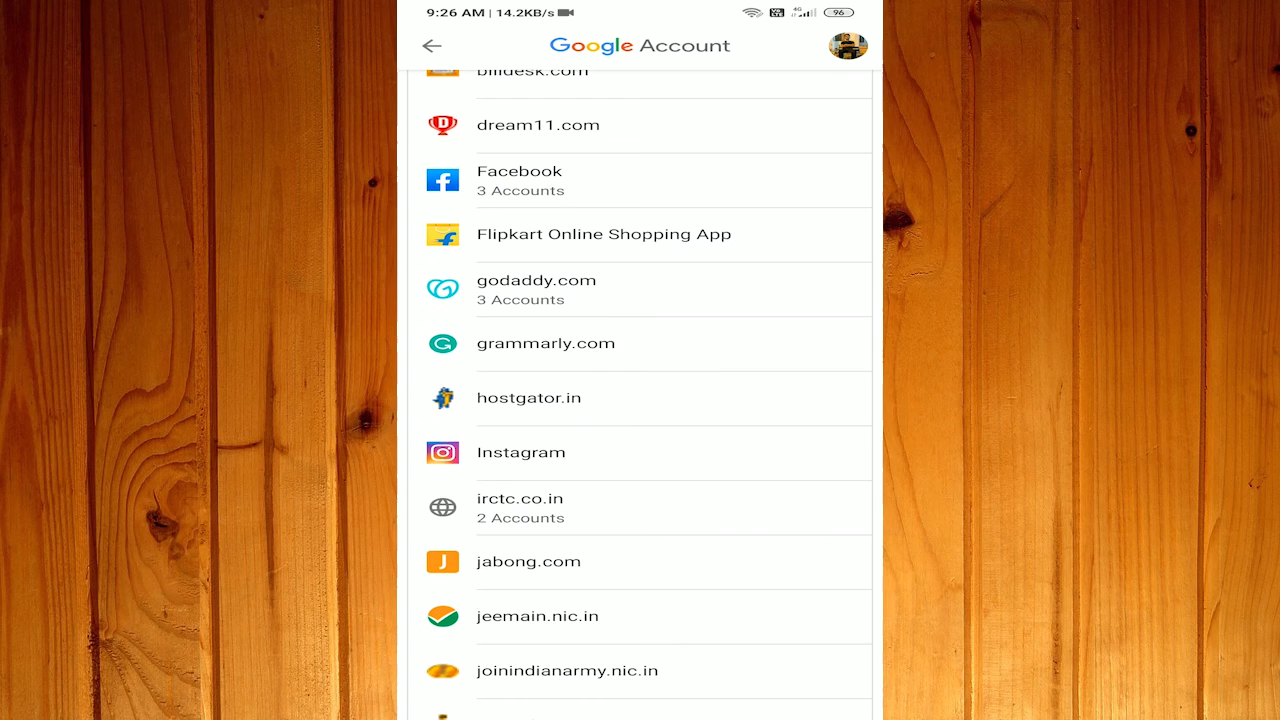 9:26 AM | 14.2KB/s
4G
96
Google Account
billdesk.com
dream11.com
Facebook
3 Accounts
Flipkart Online Shopping App
godaddy.com
3 Accounts
grammarly.com
hostgator.in
Instagram
irctc.co.in
2 Accounts
jabong.com
jeemain.nic.in
joinindianarmy.nic.in